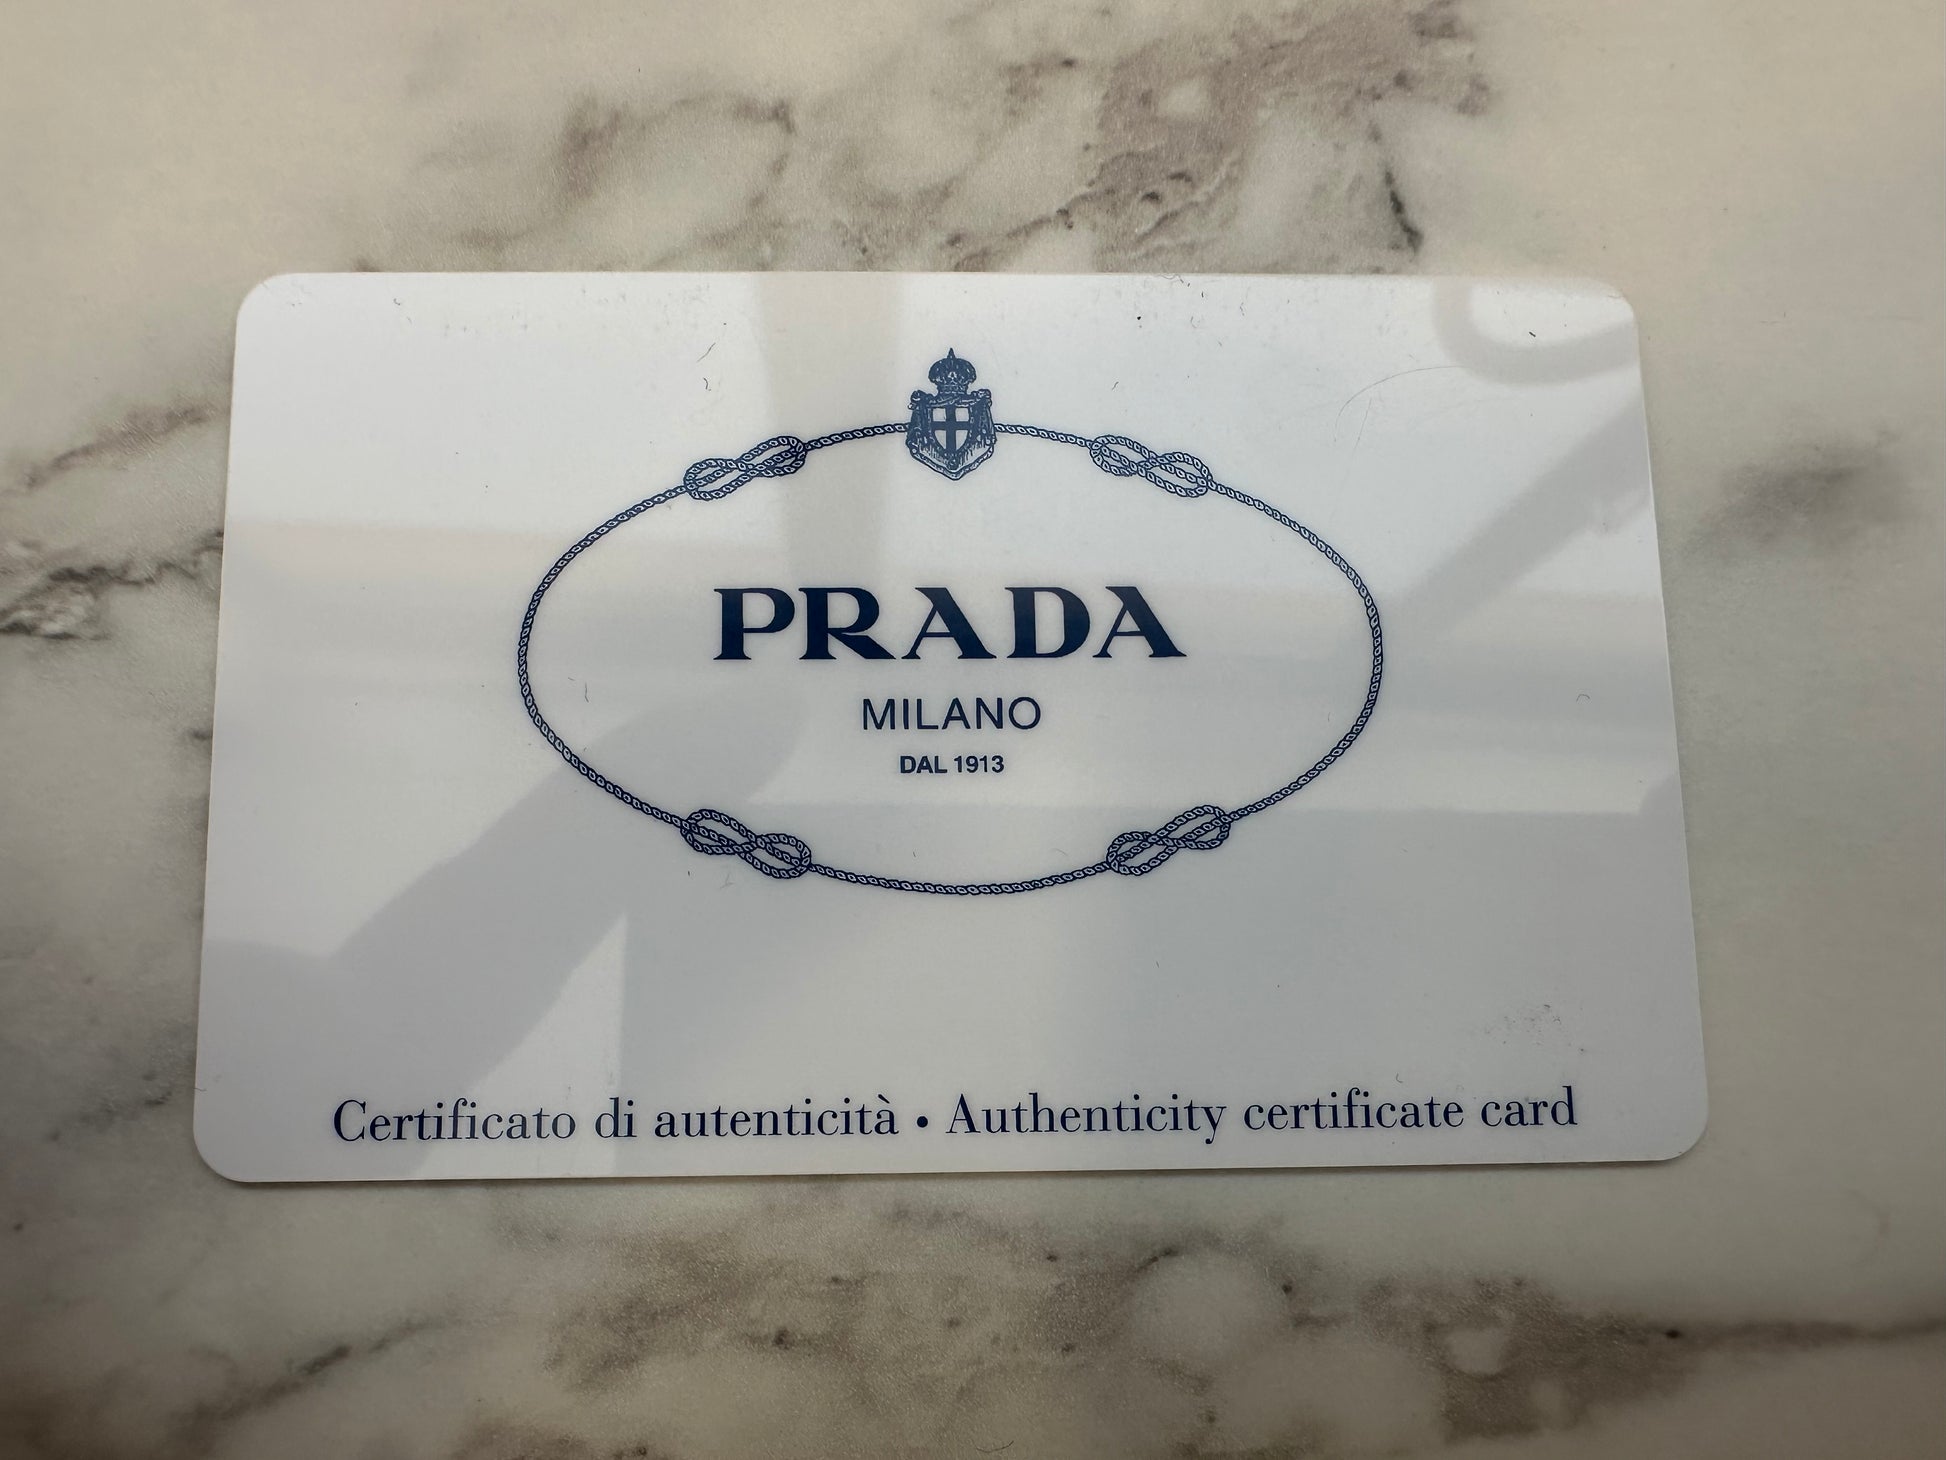 PRADA
MILANO
DAL 1913
Certificato di autenticità • Authenticity certificate card